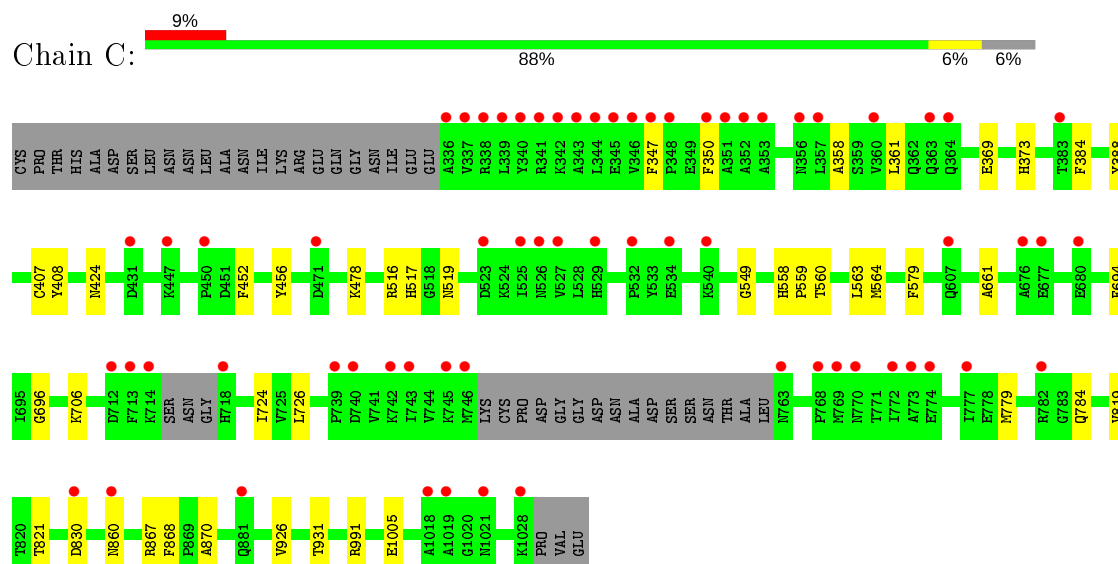 9%
Chain C:
88% 6% 6%
CYS PRO THR HIS ALA ASP SER LEU ASN ASN LEU ALA ASN ILE LYS ARG GLU GLN GLY ASN ILE GLU GLU A336 V337 R338 L339 Y340 R341 K342 A343 L344 E345 V346 F347 P348 E349 F350 A351 A352 A353 N356 L357 A358 S359 V360 L361 Q362 Q363 Q364 E369 H373 T383 F384 Y388
C407 Y408 N424 D431 K447 P450 D451 F452 Y456 D471 K478 R516 H517 G518 N519 D523 K524 I525 N526 V527 L528 H529 P532 Y533 E534 K540 G549 H558 P559 T560 L563 M564 F579 Q607 A661 A676 E677 E680
I695 G696 K706 D712 F713 K714 SER ASN GLY H718 I724 V725 L726 P739 D740 V741 K742 I743 V744 K745 M746 LYS CYS PRO ASP GLY GLY ASP ASN ALA ASP SER SER ASN THR ALA LEU N763 P768 M769 N770 T771 I772 A773 E774 I777 E778 M779 R782 G783 Q784
T820 T821 D830 N860 R867 F868 P869 A870 Q881 V926 T931 R991 E1005 A1018 A1019 G1020 N1021 K1028 PRO VAL GLU